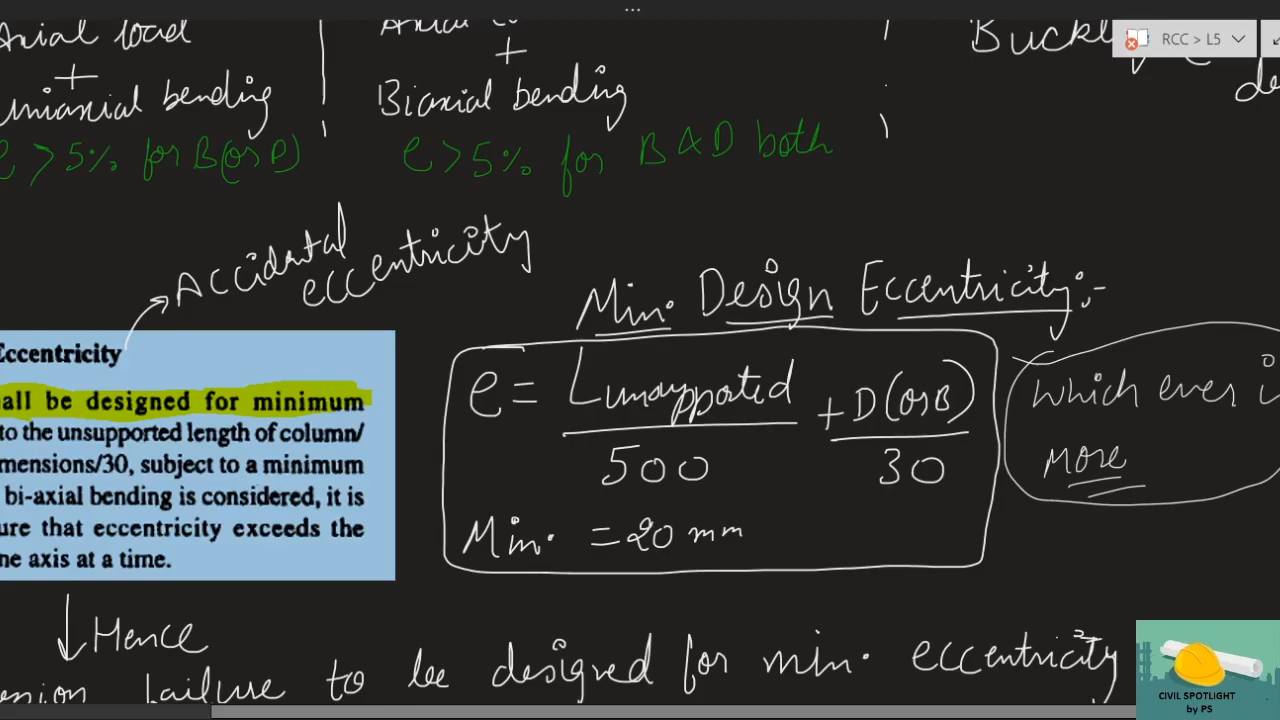 Axial load
+
uniaxial bending
e > 5% for B(or D)
Axial
+
Biaxial bending
e > 5% for B & D both
RCC > L5
Accidental
eccentricity
Min. Design Eccentricity:-
e = Lunsupported / 500 + D(orB) / 30
Min. = 20 mm
which ever i
more
Eccentricity
all be designed for minimum
to the unsupported length of column/
mensions/30, subject to a minimum
bi-axial bending is considered, it is
ure that eccentricity exceeds the
ne axis at a time.
Hence
failure to be designed for min. eccentricity
CIVIL SPOTLIGHT
by PS